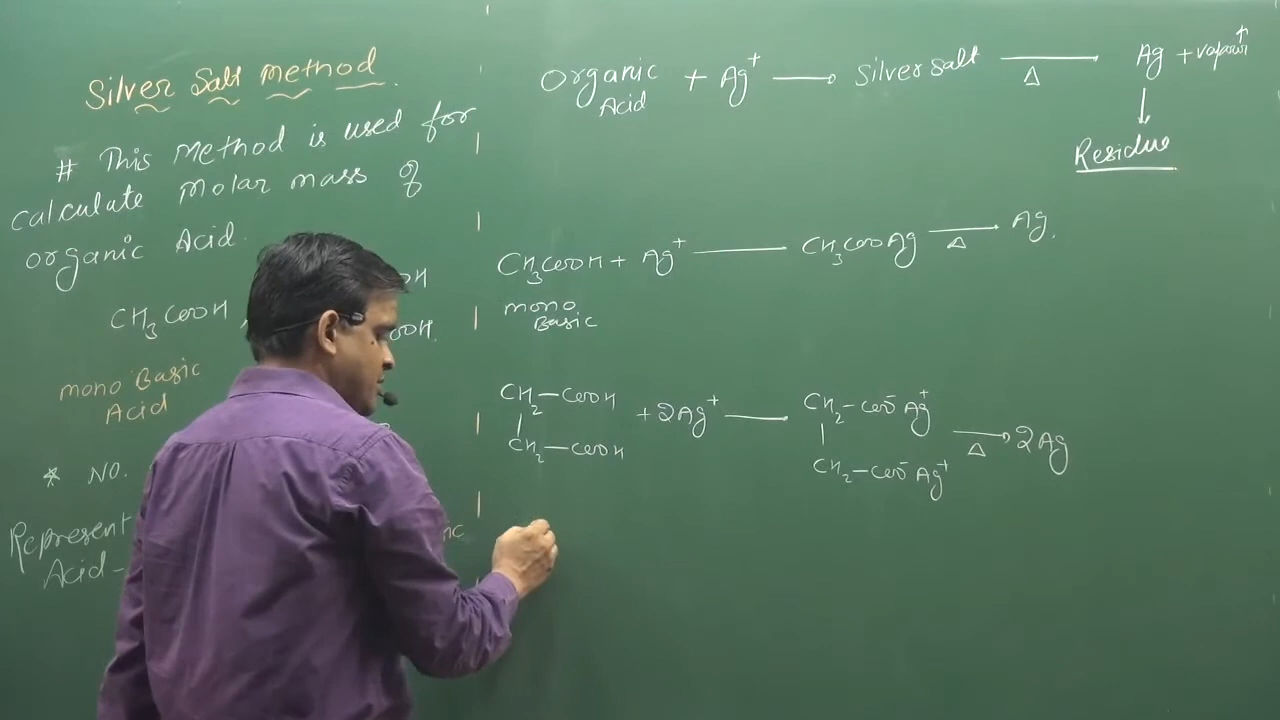 Silver Salt Method.
# This Method is used for
calculate Molar mass of
organic Acid.
CH3COOH
mono Basic
Acid
* NO.
Represent
Acid-
Organic + Ag+ → Silver salt Δ Ag + vapour ↑
Acid
↓
Residue
CH3COOH + Ag+ → CH3COOAg Δ→ Ag.
mono
Basic
CH2-COOH
+ 2Ag+ →
CH2-COOH
CH2-COO- Ag+
CH2-COO- Ag+
Δ→ 2Ag